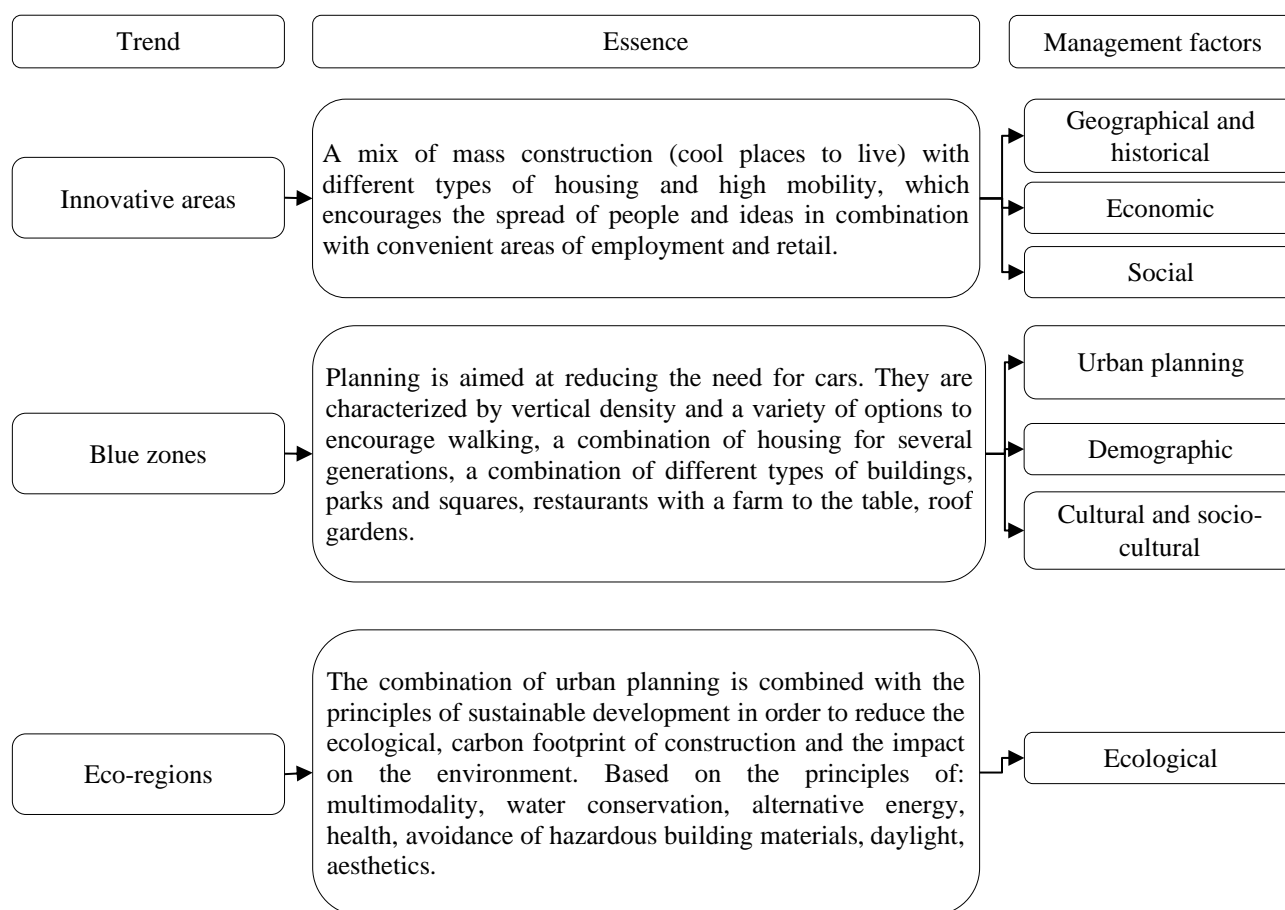 Trend
Essence
Management factors
Innovative areas
A mix of mass construction (cool places to live) with
different types of housing and high mobility, which
encourages the spread of people and ideas in combination
with convenient areas of employment and retail.
Geographical and
historical
Economic
Social
Blue zones
Planning is aimed at reducing the need for cars. They are
characterized by vertical density and a variety of options to
encourage walking, a combination of housing for several
generations, a combination of different types of buildings,
parks and squares, restaurants with a farm to the table, roof
gardens.
Urban planning
Demographic
Cultural and socio-
cultural
Eco-regions
The combination of urban planning is combined with the
principles of sustainable development in order to reduce the
ecological, carbon footprint of construction and the impact
on the environment. Based on the principles of:
multimodality, water conservation, alternative energy,
health, avoidance of hazardous building materials, daylight,
aesthetics.
Ecological